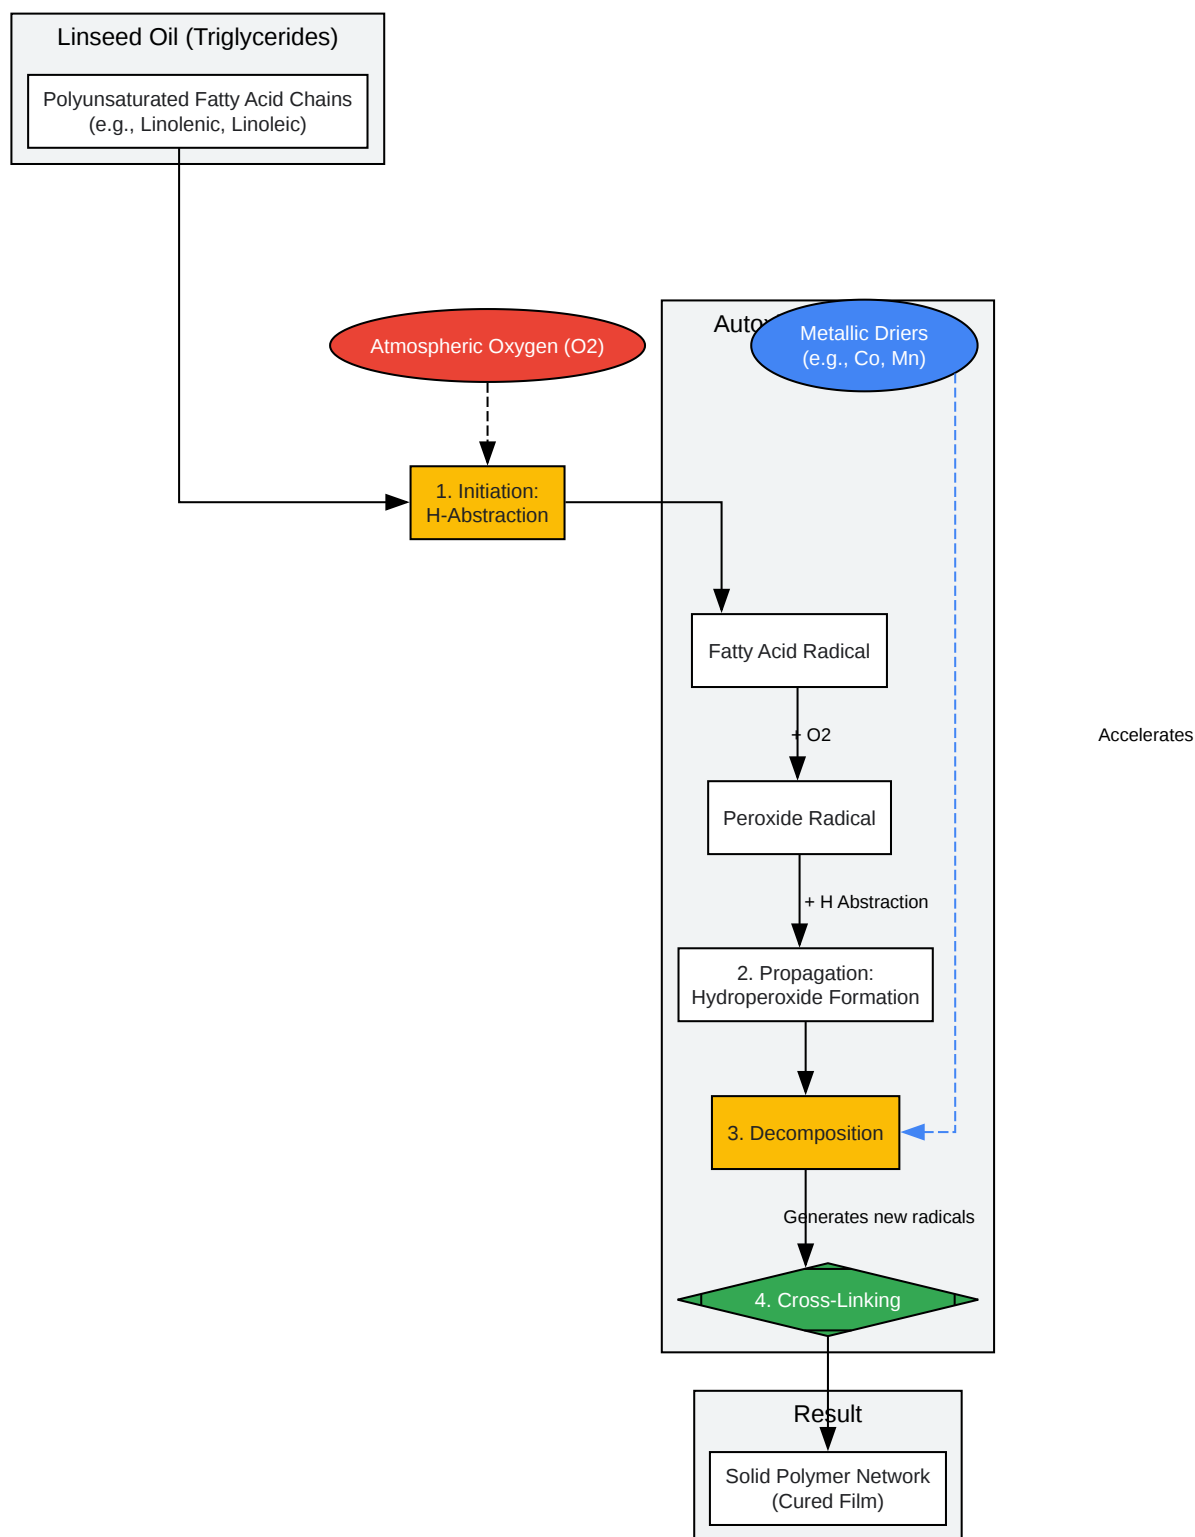 Linseed Oil (Triglycerides)
Polyunsaturated Fatty Acid Chains
(e.g., Linolenic, Linoleic)
Atmospheric Oxygen (O2)
Metallic Driers
(e.g., Co, Mn)
1. Initiation:
H-Abstraction
Fatty Acid Radical
+ O2
Accelerates
Peroxide Radical
+ H Abstraction
2. Propagation:
Hydroperoxide Formation
3. Decomposition
Generates new radicals
4. Cross-Linking
Result
Solid Polymer Network
(Cured Film)